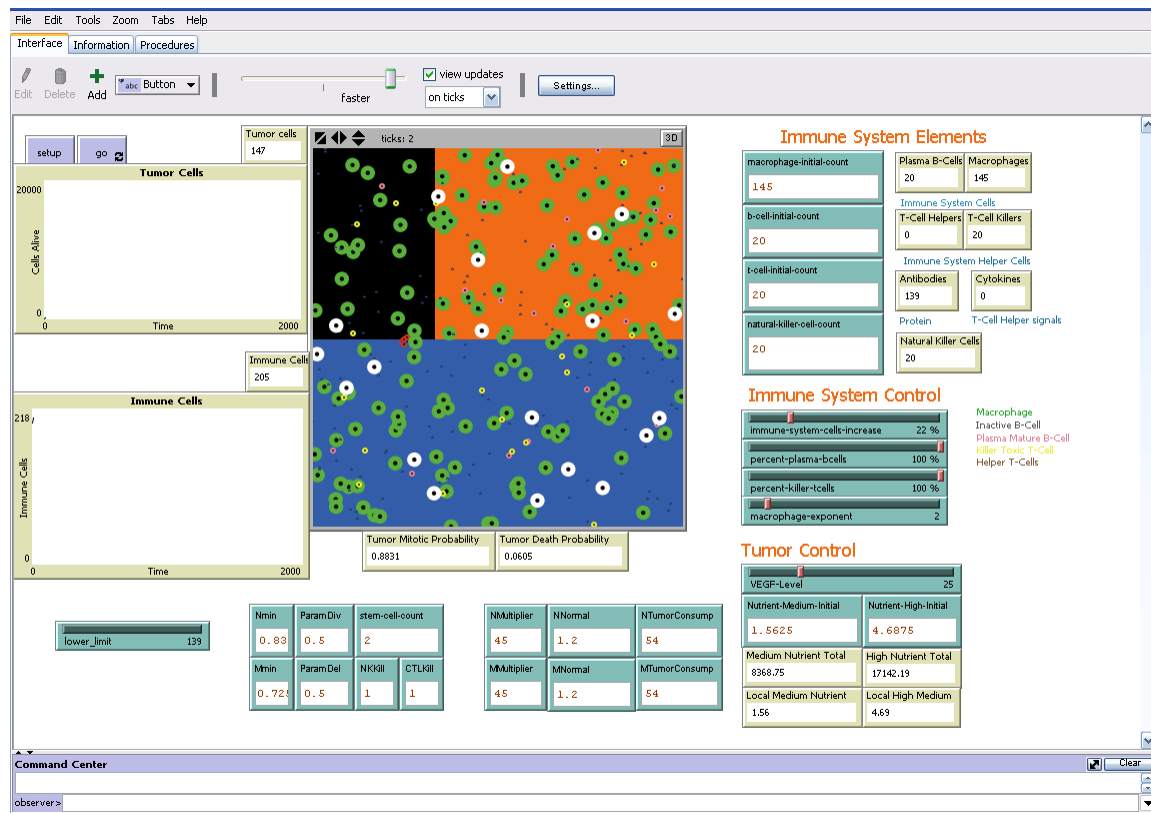 File Edit Tools Zoom Tabs Help
Interface Information Procedures
Edit Delete Add abc Button faster view updates on ticks Settings...
setup go
Tumor cells
147
Tumor Cells
20000
Cells Alive
0
0 Time 2000
Immune Cells
205
Immune Cells
218
Immune Cells
0
0 Time 2000
ticks: 2 3D
Tumor Mitotic Probability
0.8831
Tumor Death Probability
0.0605
lower_limit 139
Nmin
0.83
ParamDiv
0.5
stem-cell-count
2
Mmin
0.725
ParamDel
0.5
NKKill
1
CTLKill
1
NMultiplier
45
NNormal
1.2
NTumorConsump
54
MMultiplier
45
MNormal
1.2
MTumorConsump
54
Immune System Elements
macrophage-initial-count
145
b-cell-initial-count
20
t-cell-initial-count
20
natural-killer-cell-count
20
Plasma B-Cells
20
Macrophages
145
Immune System Cells
T-Cell Helpers
0
T-Cell Killers
20
Immune System Helper Cells
Antibodies
139
Cytokines
0
Protein
T-Cell Helper signals
Natural Killer Cells
20
Immune System Control
immune-system-cells-increase 22 %
percent-plasma-bcells 100 %
percent-killer-tcells 100 %
macrophage-exponent 2
Macrophage
Inactive B-Cell
Plasma Mature B-Cell
Killer Toxic T-Cell
Helper T-Cells
Tumor Control
VEGF-Level 25
Nutrient-Medium-Initial
1.5625
Nutrient-High-Initial
4.6875
Medium Nutrient Total
8368.75
High Nutrient Total
17142.19
Local Medium Nutrient
1.56
Local High Medium
4.69
Command Center Clear
observer>